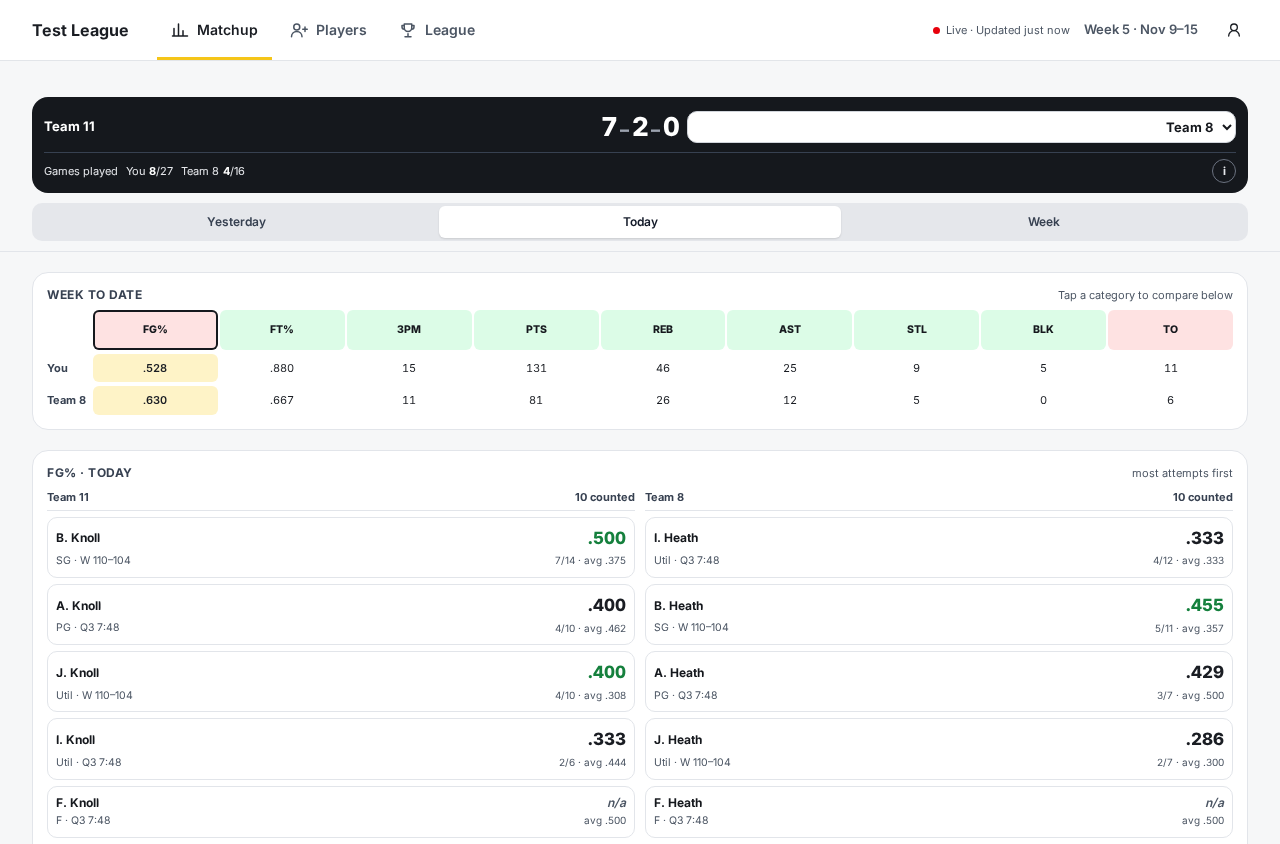 Test League
Matchup
Players
League
Live · Updated just now
Week 5 · Nov 9–15
Team 11
7–2–0
Team 8
Games played You 8/27 Team 8 4/16
i
Yesterday
Today
Week
WEEK TO DATE
Tap a category to compare below
FG% FT% 3PM PTS REB AST STL BLK TO
You .528 .880 15 131 46 25 9 5 11
Team 8 .630 .667 11 81 26 12 5 0 6
FG% · TODAY
most attempts first
Team 11 10 counted
Team 8 10 counted
B. Knoll .500
SG · W 110–104 7/14 · avg .375
I. Heath .333
Util · Q3 7:48 4/12 · avg .333
A. Knoll .400
PG · Q3 7:48 4/10 · avg .462
B. Heath .455
SG · W 110–104 5/11 · avg .357
J. Knoll .400
Util · W 110–104 4/10 · avg .308
A. Heath .429
PG · Q3 7:48 3/7 · avg .500
I. Knoll .333
Util · Q3 7:48 2/6 · avg .444
J. Heath .286
Util · W 110–104 2/7 · avg .300
F. Knoll n/a
F · Q3 7:48 avg .500
F. Heath n/a
F · Q3 7:48 avg .500